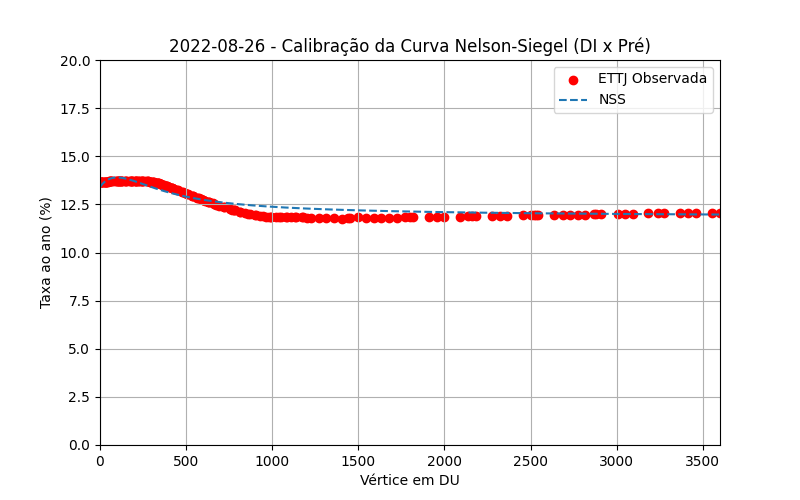 2022-08-26 - Calibração da Curva Nelson-Siegel (DI x Pré)
20.0
17.5
15.0
12.5
10.0
7.5
5.0
2.5
0.0
Taxa ao ano (%)
ETTJ Observada
NSS
0 500 1000 1500 2000 2500 3000 3500
Vértice em DU